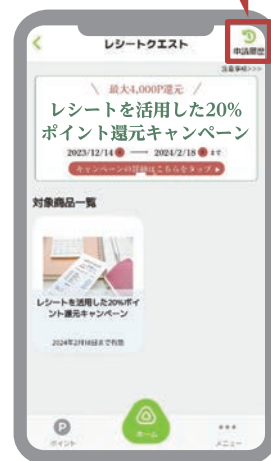 レシートクエスト
申請履歴
注意事項>>>
最大4,000P還元
レシートを活用した20%
ポイント還元キャンペーン
2023/12/14 木 — 2024/2/18 日 まで
キャンペーンの詳細はこちらをタップ ▶
対象商品一覧
レシートを活用した20%ポイ
ント還元キャンペーン
2024年2月18日まで有効
P
ポイント
ホーム
メニュー